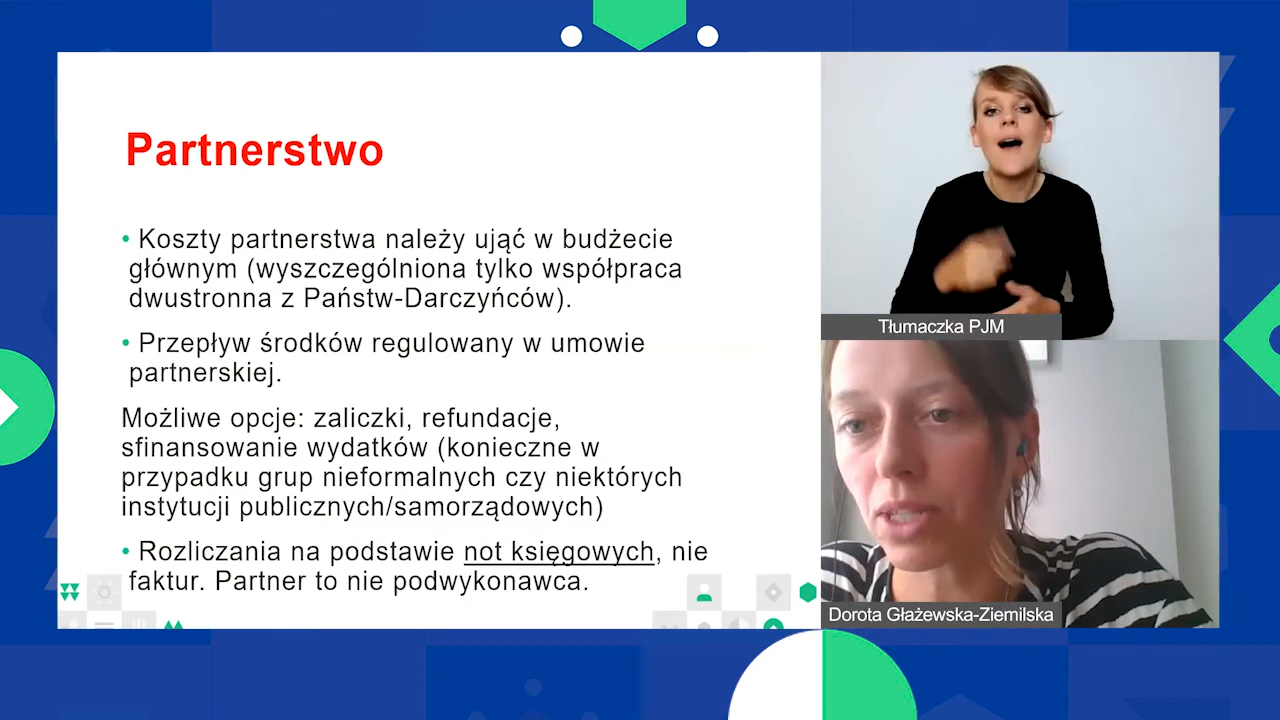 Partnerstwo
• Koszty partnerstwa należy ująć w budżecie
głównym (wyszczególniona tylko współpraca
dwustronna z Państw-Darczyńców).
• Przepływ środków regulowany w umowie
partnerskiej.
Możliwe opcje: zaliczki, refundacje,
sfinansowanie wydatków (konieczne w
przypadku grup nieformalnych czy niektórych
instytucji publicznych/samorządowych)
• Rozliczania na podstawie not księgowych, nie
faktur. Partner to nie podwykonawca.
Tłumaczka PJM
Dorota Głażewska-Ziemilska